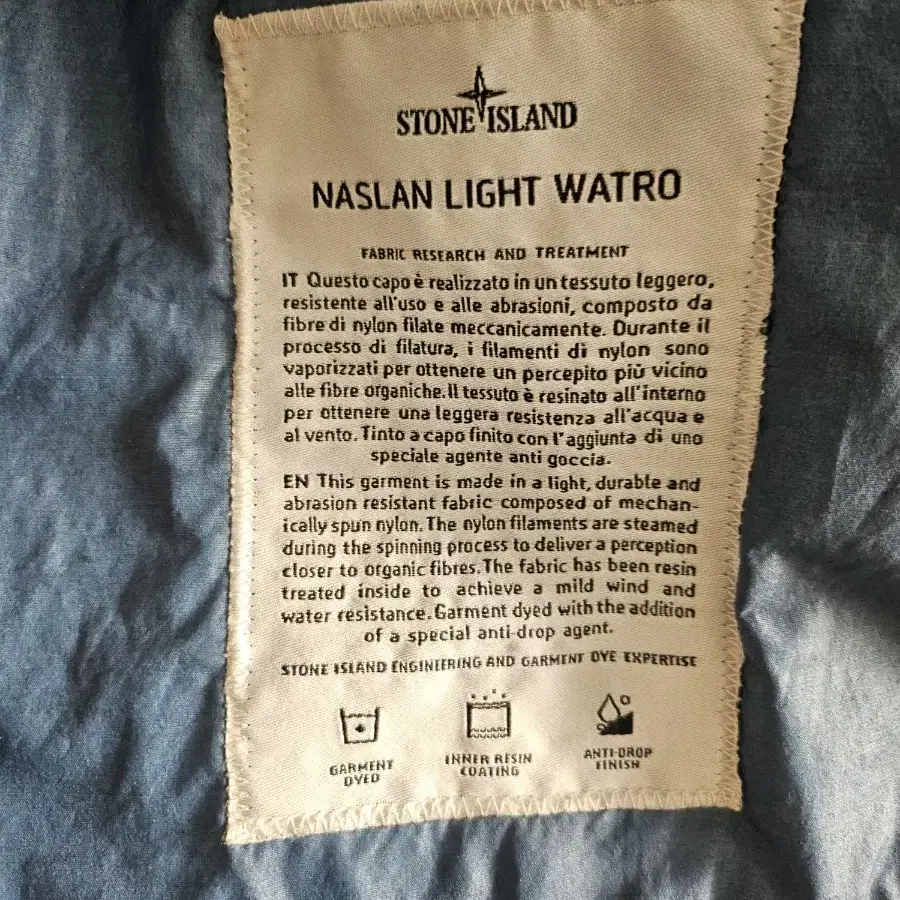 STONE ISLAND
NASLAN LIGHT WATRO
FABRIC RESEARCH AND TREATMENT
IT Questo capo è realizzato in un tessuto leggero,
resistente all'uso e alle abrasioni, composto da
fibre di nylon filate meccanicamente. Durante il
processo di filatura, i filamenti di nylon sono
vaporizzati per ottenere un percepito più vicino
alle fibre organiche. Il tessuto è resinato all'interno
per ottenere una leggera resistenza all'acqua e
al vento. Tinto a capo finito con l'aggiunta di uno
speciale agente anti goccia.
EN This garment is made in a light, durable and
abrasion resistant fabric composed of mechan-
ically spun nylon. The nylon filaments are steamed
during the spinning process to deliver a perception
closer to organic fibres. The fabric has been resin
treated inside to achieve a mild wind and
water resistance. Garment dyed with the addition
of a special anti-drop agent.
STONE ISLAND ENGINEERING AND GARMENT DYE EXPERTISE
GARMENT
DYED
INNER RESIN
COATING
ANTI-DROP
FINISH